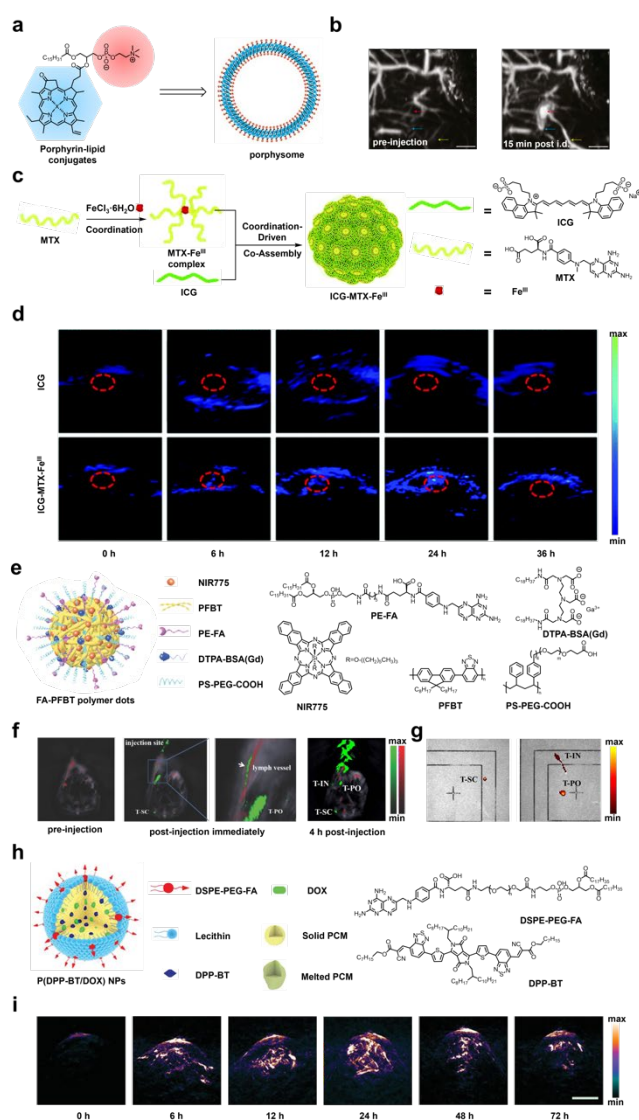 a
Porphyrin-lipid
conjugates
porphysome
b
pre-injection
15 min post i.d.
c
MTX
FeCl₃·6H₂O
Coordination
MTX-Feᴵᴵᴵ
complex
ICG
Coordination-
Driven
Co-Assembly
ICG-MTX-Feᴵᴵᴵ
=
ICG
=
MTX
=
Feᴵᴵᴵ
d
ICG
ICG-MTX-Feᴵᴵᴵ
0 h
6 h
12 h
24 h
36 h
max
min
e
FA-PFBT polymer dots
NIR775
PFBT
PE-FA
DTPA-BSA(Gd)
PS-PEG-COOH
PE-FA
DTPA-BSA(Gd)
NIR775
PFBT
PS-PEG-COOH
f
pre-injection
injection site
T-SC
lymph vessel
T-PO
post-injection immediately
T-IN
T-PO
T-SC
4 h post-injection
max
min
g
T-SC
T-IN
T-PO
max
min
h
P(DPP-BT/DOX) NPs
DSPE-PEG-FA
DOX
Lecithin
Solid PCM
DPP-BT
Melted PCM
DSPE-PEG-FA
DPP-BT
i
0 h
6 h
12 h
24 h
48 h
72 h
max
min